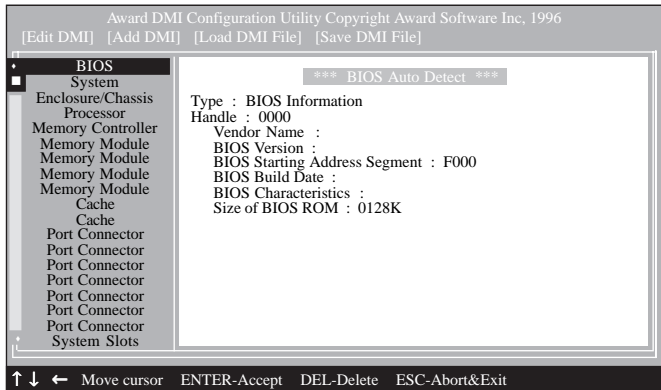 Award DMI Configuration Utility Copyright Award Software Inc, 1996
[Edit DMI] [Add DMI] [Load DMI File] [Save DMI File]
BIOS
System
Enclosure/Chassis
Processor
Memory Controller
Memory Module
Memory Module
Memory Module
Memory Module
Cache
Cache
Port Connector
Port Connector
Port Connector
Port Connector
Port Connector
Port Connector
Port Connector
System Slots
*** BIOS Auto Detect ***
Type : BIOS Information
Handle : 0000
Vendor Name :
BIOS Version :
BIOS Starting Address Segment : F000
BIOS Build Date :
BIOS Characteristics :
Size of BIOS ROM : 0128K
↑ ↓ ← Move cursor ENTER-Accept DEL-Delete ESC-Abort&Exit